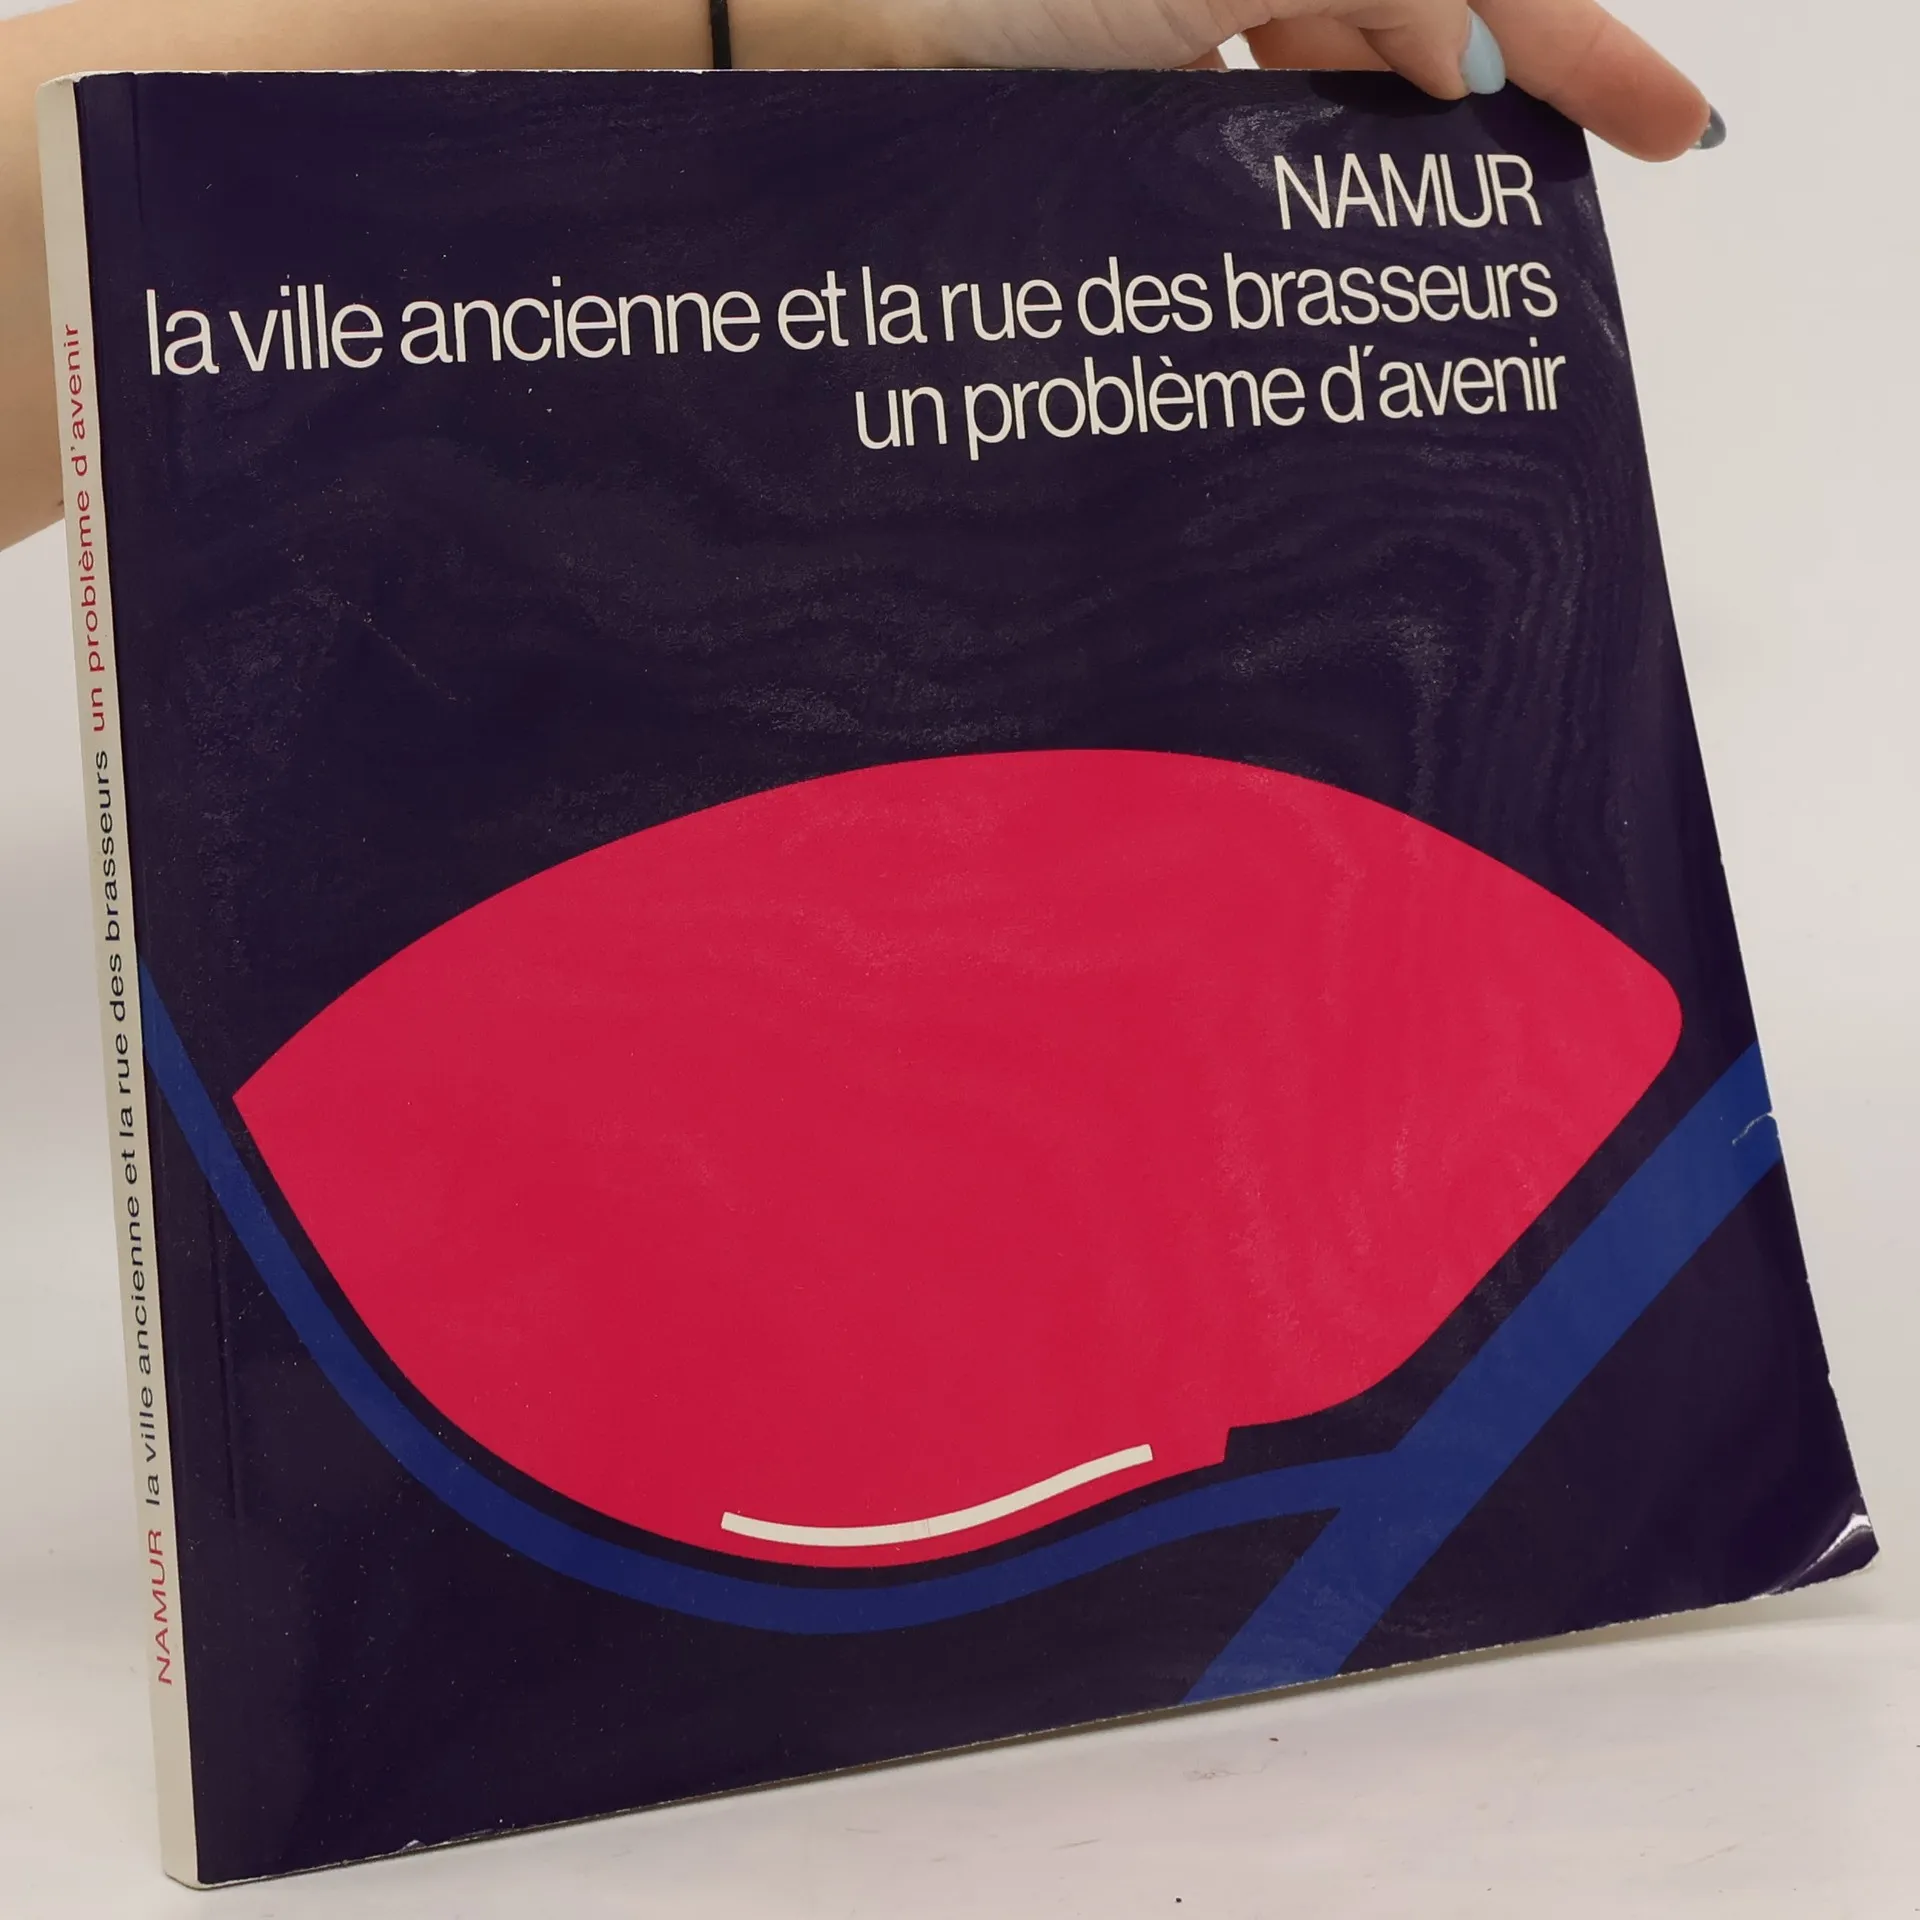 NAMUR
la ville ancienne et la rue des brasseurs
un problème d'avenir
NAMUR la ville ancienne et la rue des brasseurs un problème d'avenir